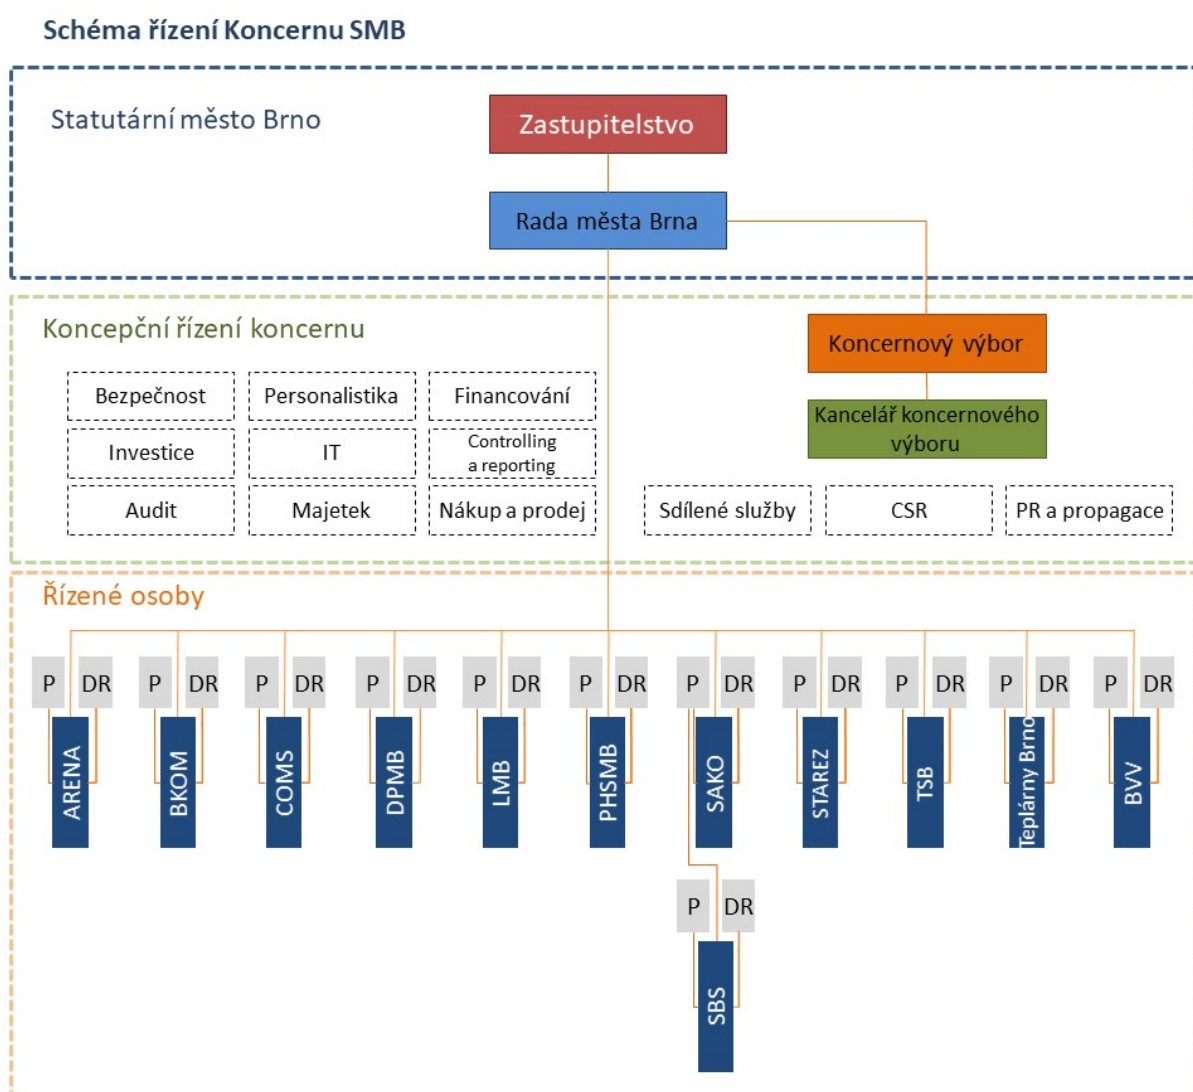 Schéma řízení Koncernu SMB
Statutární město Brno
Zastupitelstvo
Rada města Brna
Koncepční řízení koncernu
Koncernový výbor
Kancelář koncernového
výboru
Bezpečnost
Personalistika
Financování
Investice
IT
Controlling
a reporting
Audit
Majetek
Nákup a prodej
Sdílené služby
CSR
PR a propagace
Řízené osoby
P
DR
P
DR
P
DR
P
DR
P
DR
P
DR
P
DR
P
DR
P
DR
P
DR
P
DR
ARENA
BKOM
COMS
DPMB
LMB
PHSMB
SAKO
STAREZ
TSB
Teplárny Brno
BVV
P
DR
SBS